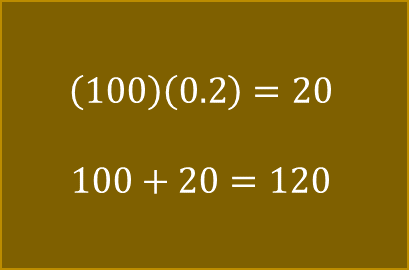 (100)(0.2) = 20
100 + 20 = 120